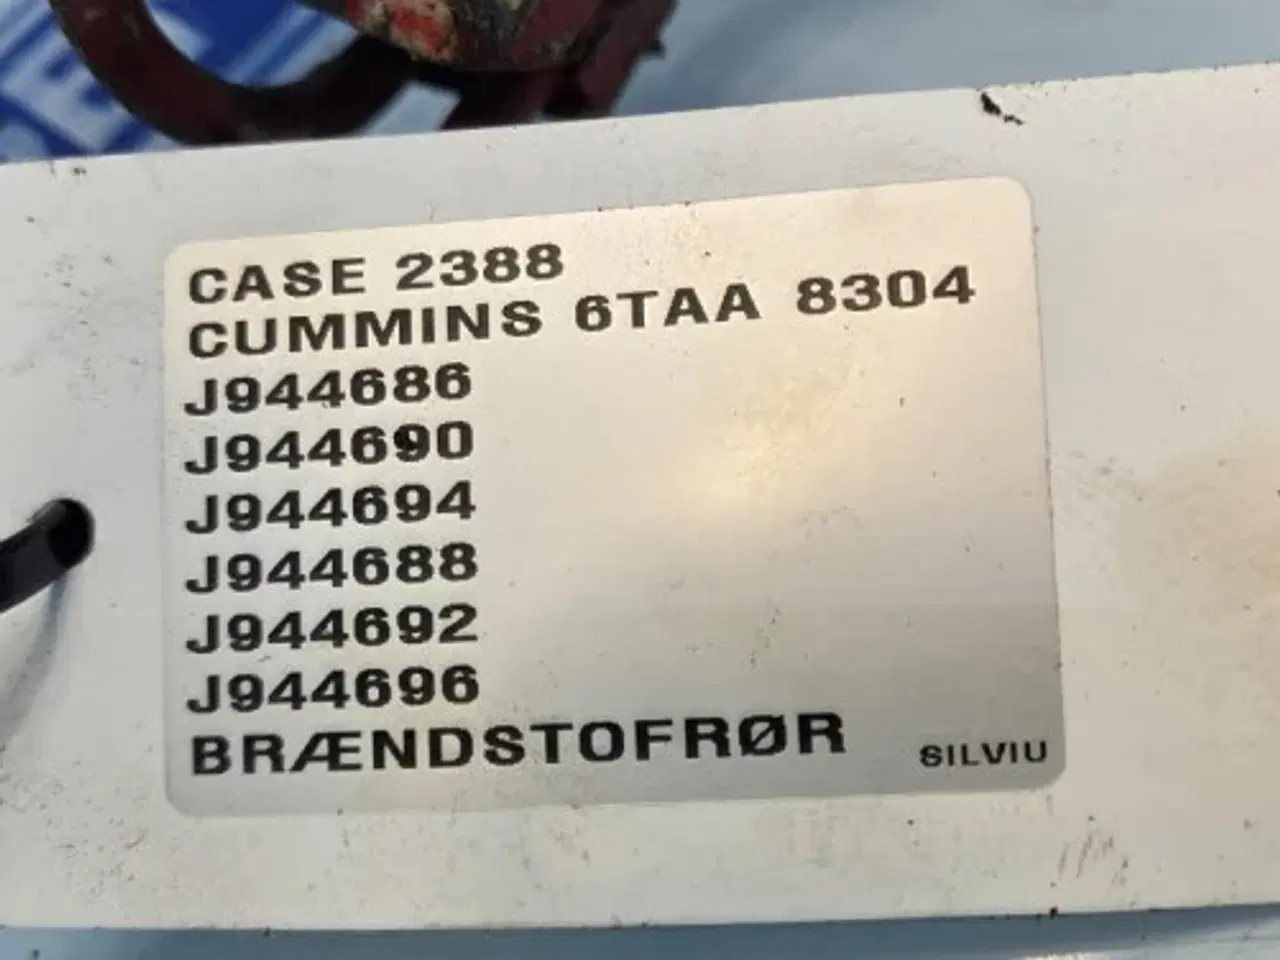 CASE 2388
CUMMINS 6TAA 8304
J944686
J944690
J944694
J944688
J944692
J944696
BRÆNDSTOFRØR SILVIU